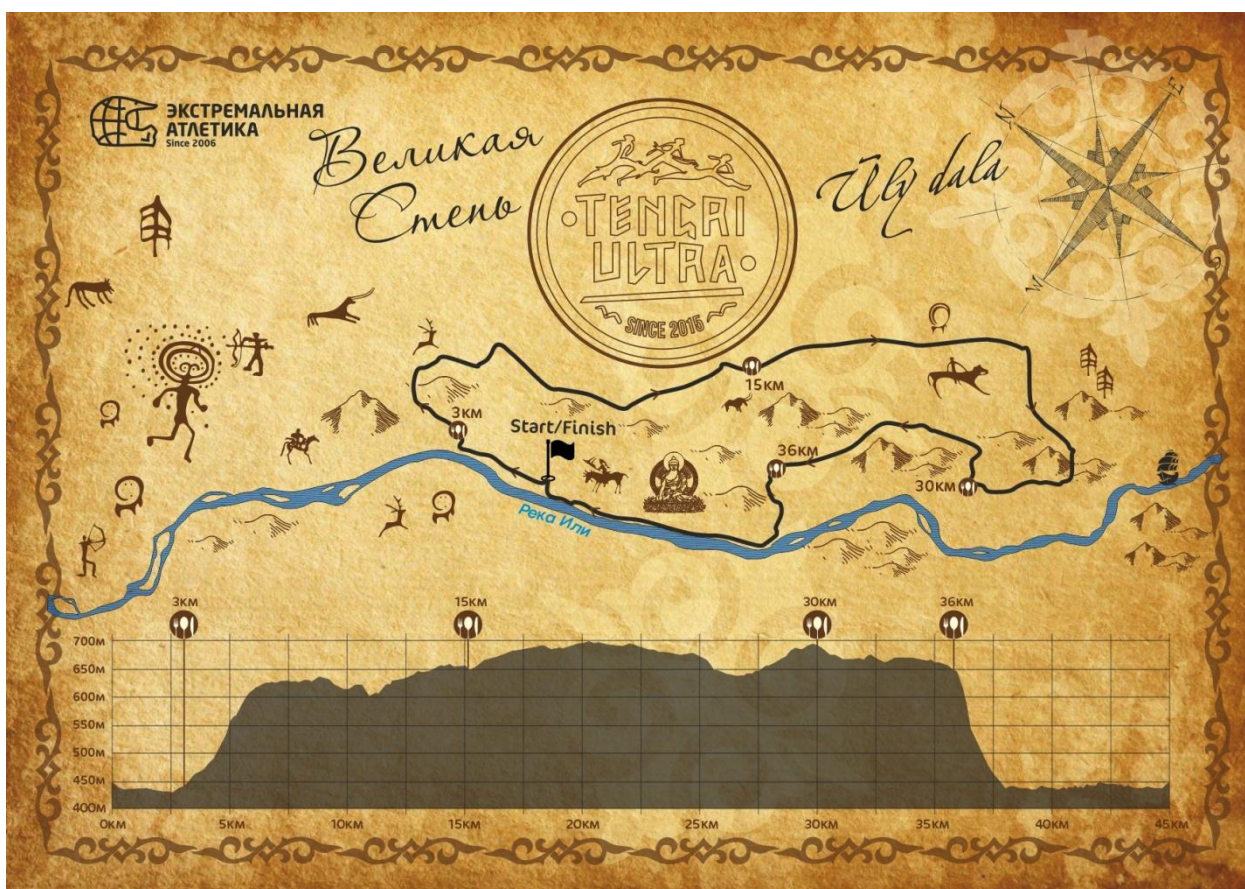 ЭКСТРЕМАЛЬНАЯ
АТЛЕТИКА
Since 2006
Великая
Степь
TENGRI
ULTRA
SINCE 2015
Ūly dala
N
E
W
15КМ
3КМ
Start/Finish
36КМ
30КМ
Река Или
3КМ
15КМ
30КМ
36КМ
700М
650М
600М
550М
500М
450М
400М
0КМ
5КМ
10КМ
15КМ
20КМ
25КМ
30КМ
35КМ
40КМ
45КМ